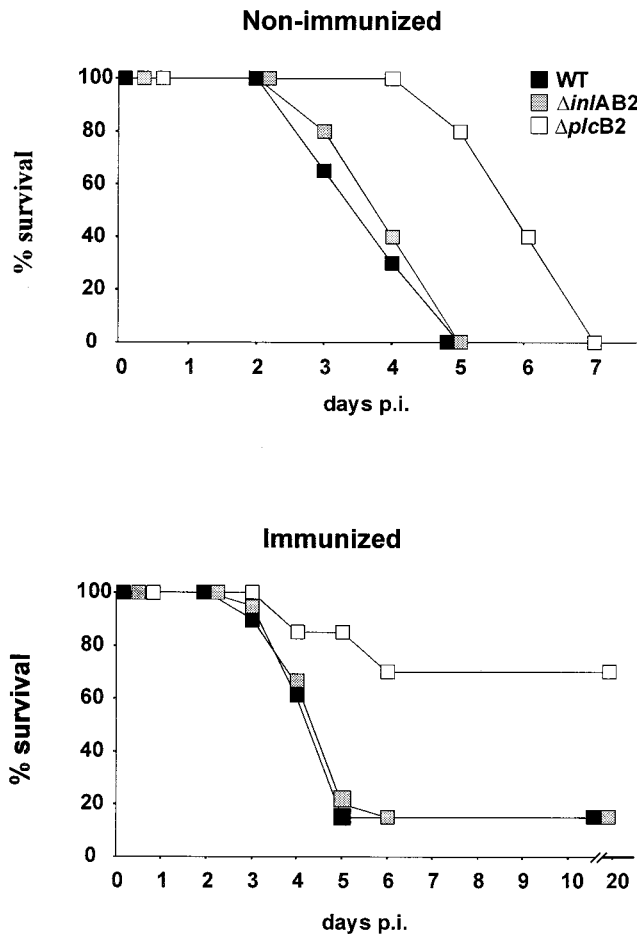 Non-immunized
100
80
60
40
20
0
% survival
0 1 2 3 4 5 6 7
days p.i.
WT
ΔinlAB2
ΔplcB2
Immunized
100
80
60
40
20
0
% survival
0 1 2 3 4 5 6 7 8 9 10 20
days p.i.